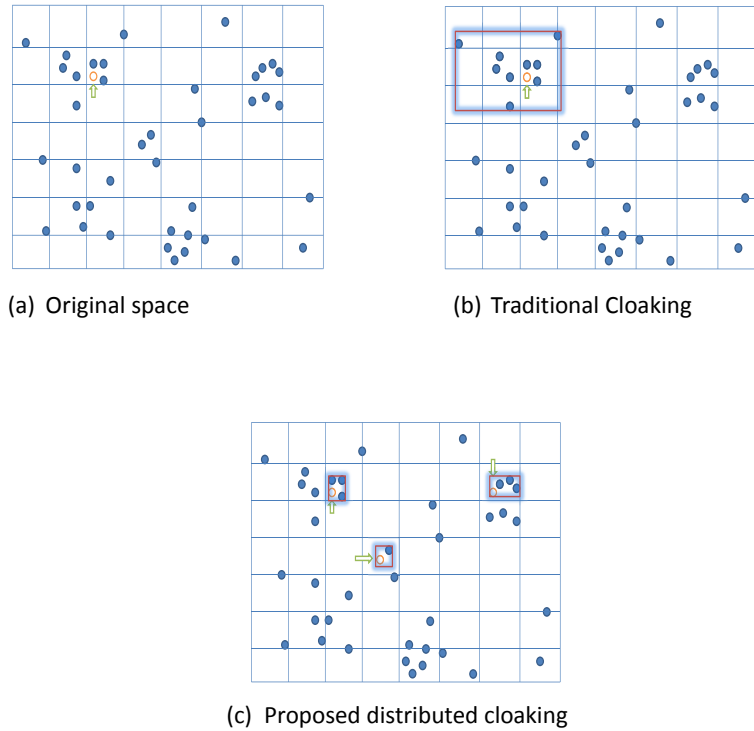 (a) Original space
(b) Traditional Cloaking
(c) Proposed distributed cloaking